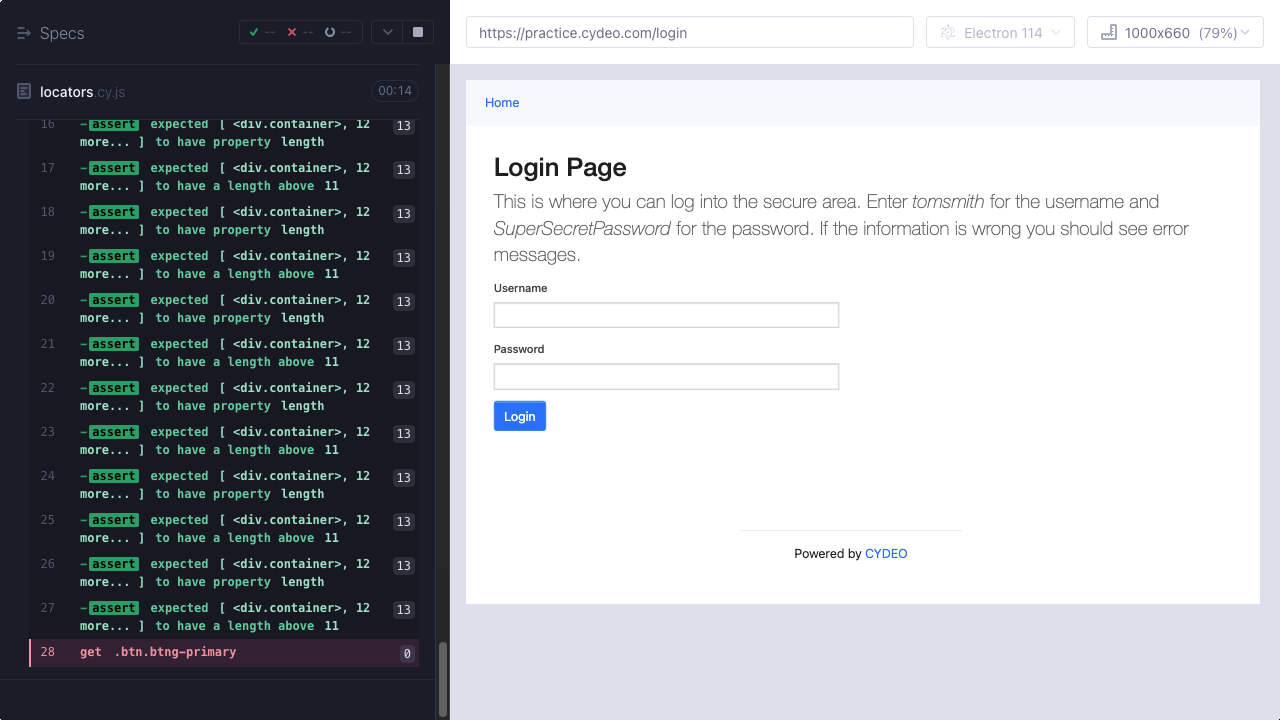 Specs
--
--
--
https://practice.cydeo.com/login
Electron 114
1000x660 (79%)
locators.cy.js
00:14
16 -assert expected [ <div.container>, 12 more... ] to have property length 13
17 -assert expected [ <div.container>, 12 more... ] to have a length above 11 13
18 -assert expected [ <div.container>, 12 more... ] to have property length 13
19 -assert expected [ <div.container>, 12 more... ] to have a length above 11 13
20 -assert expected [ <div.container>, 12 more... ] to have property length 13
21 -assert expected [ <div.container>, 12 more... ] to have a length above 11 13
22 -assert expected [ <div.container>, 12 more... ] to have property length 13
23 -assert expected [ <div.container>, 12 more... ] to have a length above 11 13
24 -assert expected [ <div.container>, 12 more... ] to have property length 13
25 -assert expected [ <div.container>, 12 more... ] to have a length above 11 13
26 -assert expected [ <div.container>, 12 more... ] to have property length 13
27 -assert expected [ <div.container>, 12 more... ] to have a length above 11 13
28 get .btn.btng-primary 0
Home
Login Page
This is where you can log into the secure area. Enter tomsmith for the username and
SuperSecretPassword for the password. If the information is wrong you should see error
messages.
Username
Password
Login
Powered by CYDEO